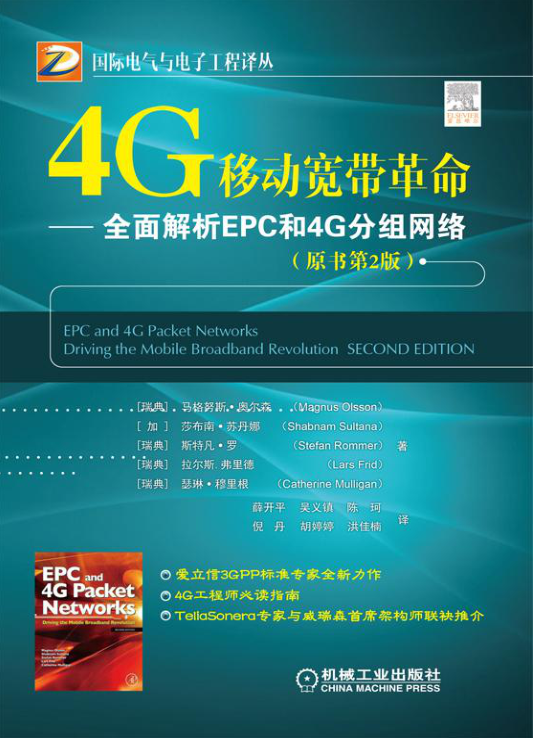 国际电气与电子工程译丛
ELSEVIER
4G移动宽带革命
——全面解析EPC和4G分组网络
（原书第2版）
EPC and 4G Packet Networks
Driving the Mobile Broadband Revolution SECOND EDITION
[瑞典] 马格努斯·奥尔森 (Magnus Olsson)
[加] 莎布南·苏丹娜 (Shabnam Sultana)
[瑞典] 斯特凡·罗 (Stefan Rommer) 著
[瑞典] 拉尔斯.弗里德 (Lars Frid)
[瑞典] 瑟琳·穆里根 (Catherine Mulligan)
薛开平 吴义镇 陈 珂
倪 丹 胡婷婷 洪佳楠 译
EPC and
4G Packet
Networks
Driving the Mobile Broadband Revolution
爱立信3GPP标准专家全新力作
4G工程师必读指南
TeliaSonera专家与威瑞森首席架构师联袂推介
机械工业出版社
CHINA MACHINE PRESS